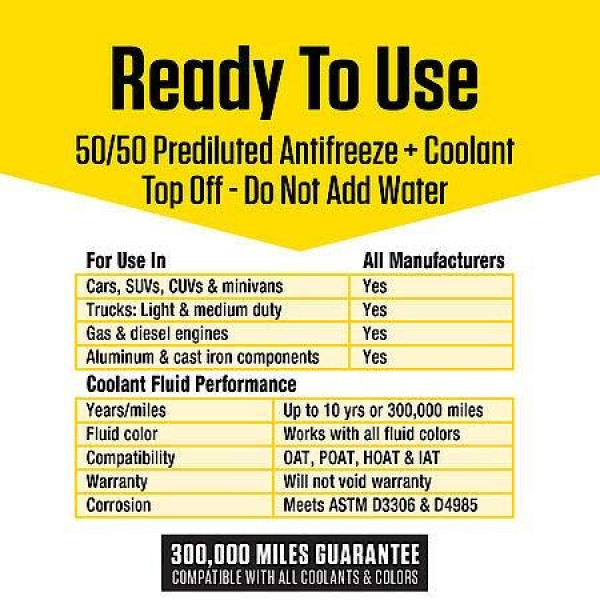 Ready To Use
50/50 Prediluted Antifreeze + Coolant
Top Off - Do Not Add Water
For Use In All Manufacturers
Cars, SUVs, CUVs & minivans Yes
Trucks: Light & medium duty Yes
Gas & diesel engines Yes
Aluminum & cast iron components Yes
Coolant Fluid Performance
Years/miles Up to 10 yrs or 300,000 miles
Fluid color Works with all fluid colors
Compatibility OAT, POAT, HOAT & IAT
Warranty Will not void warranty
Corrosion Meets ASTM D3306 & D4985
300,000 MILES GUARANTEE
COMPATIBLE WITH ALL COOLANTS & COLORS